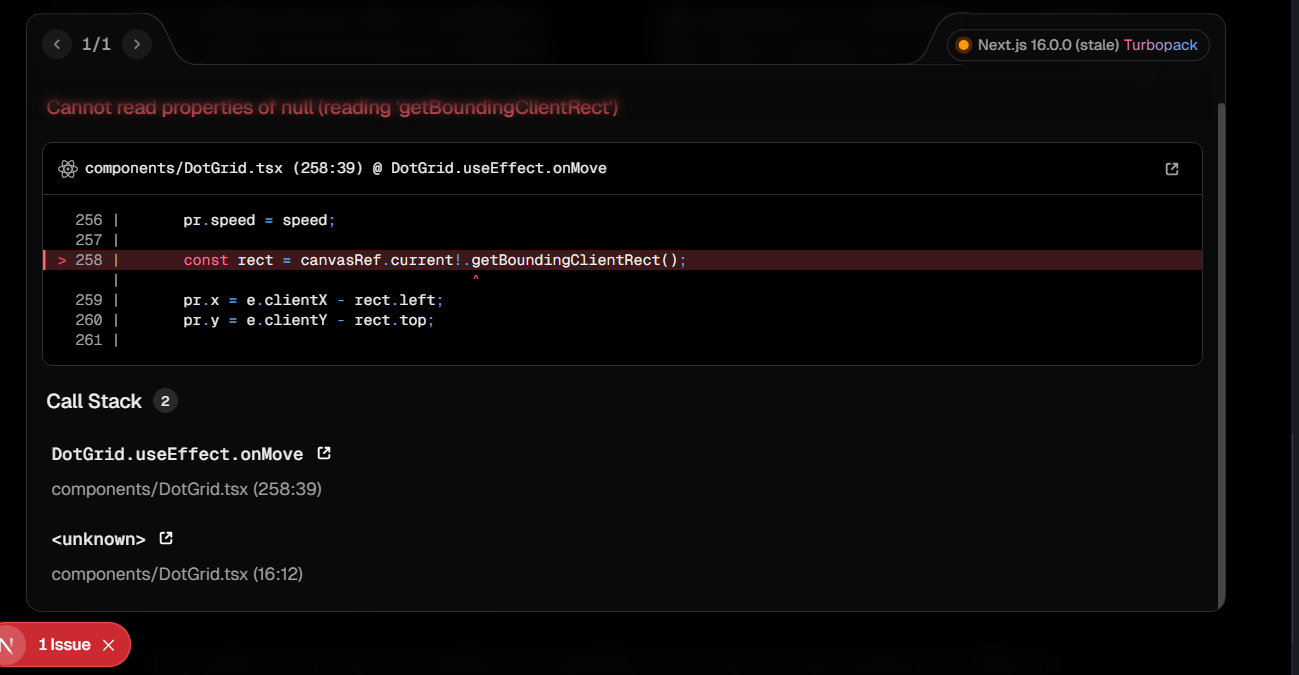 1/1
Next.js 16.0.0 (stale) Turbopack
Cannot read properties of null (reading 'getBoundingClientRect')
components/DotGrid.tsx (258:39) @ DotGrid.useEffect.onMove
256 | pr.speed = speed;
257 |
> 258 | const rect = canvasRef.current!.getBoundingClientRect();
| ^
259 | pr.x = e.clientX - rect.left;
260 | pr.y = e.clientY - rect.top;
261 |
Call Stack 2
DotGrid.useEffect.onMove
components/DotGrid.tsx (258:39)
<unknown>
components/DotGrid.tsx (16:12)
N 1 Issue